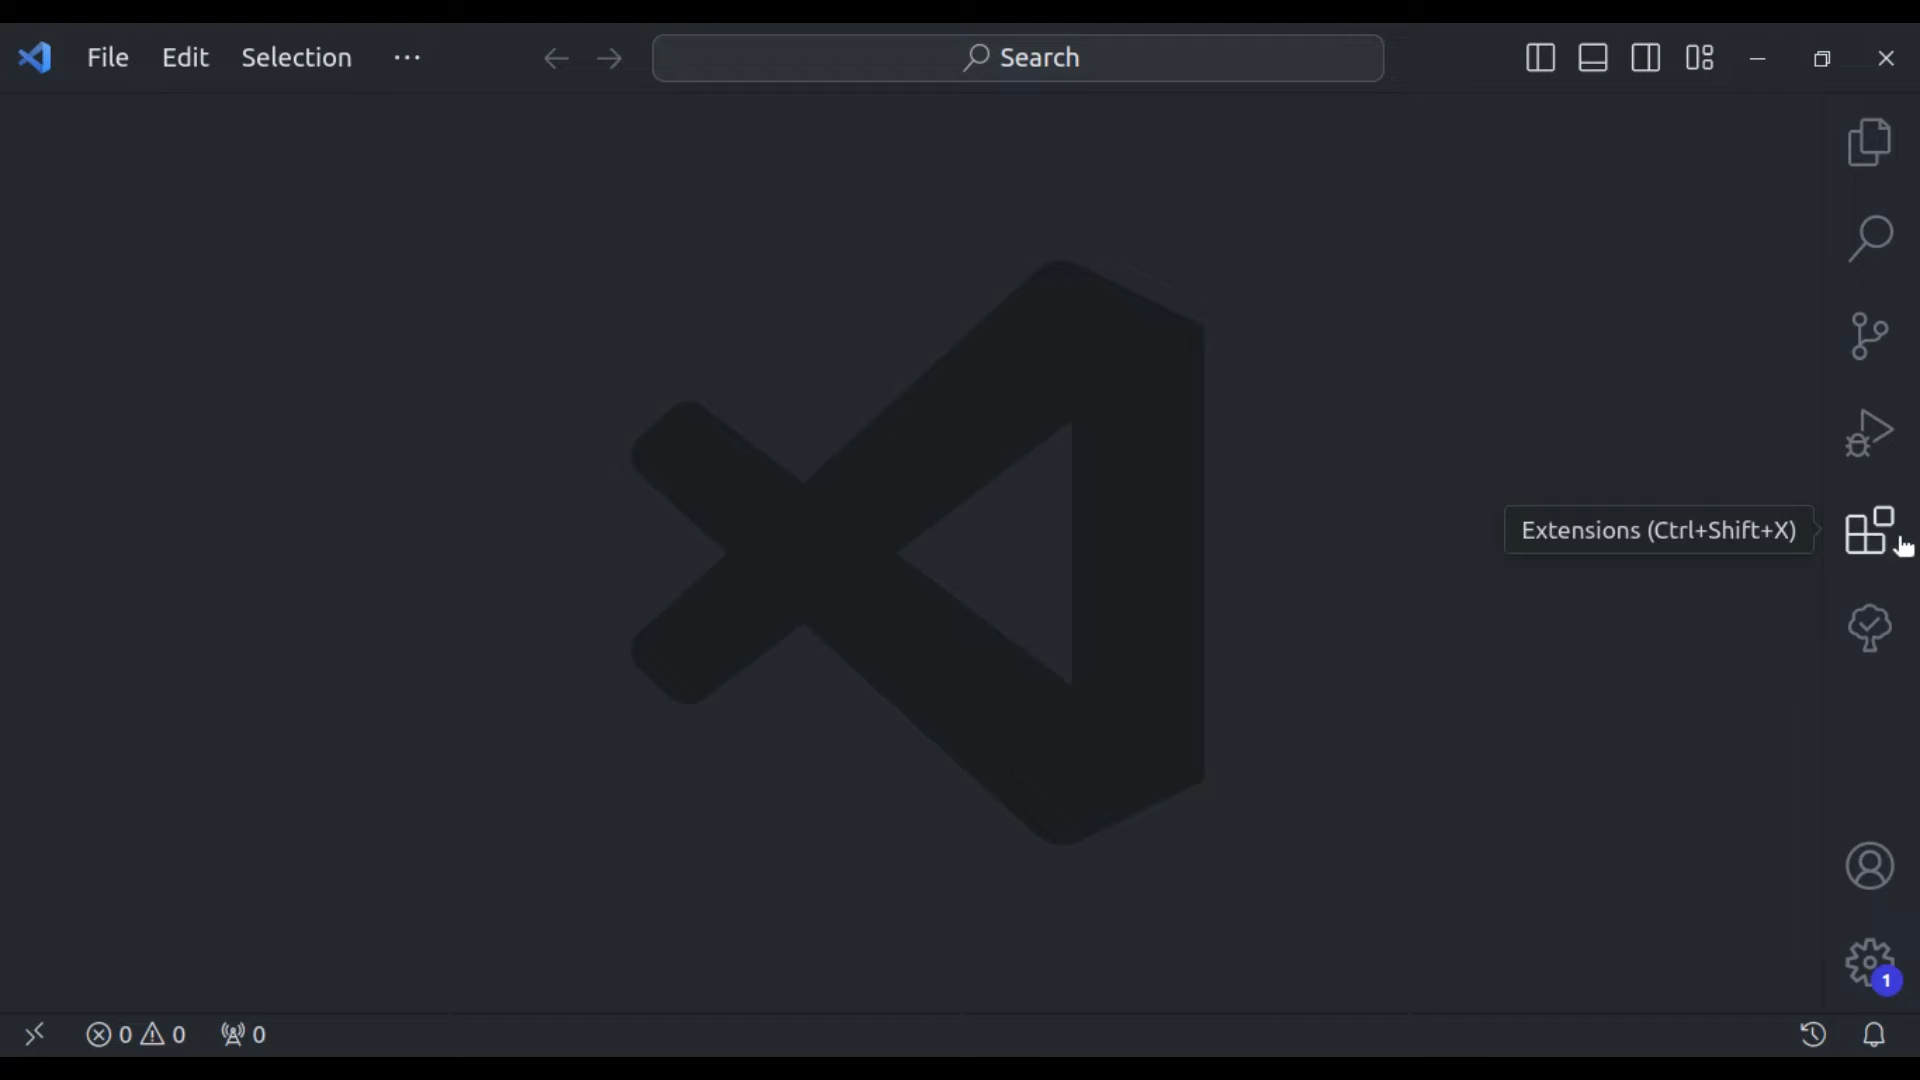 File Edit Selection ···
Search
Extensions (Ctrl+Shift+X)
1
0 0 0